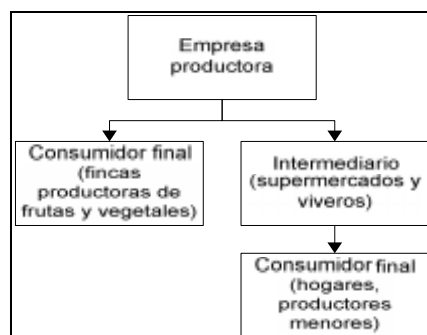 Empresa
productora
Consumidor final
(fincas
productoras de
frutas y vegetales)
Intermediario
(supermercados y
viveros)
Consumidor final
(hogares,
productores
menores)